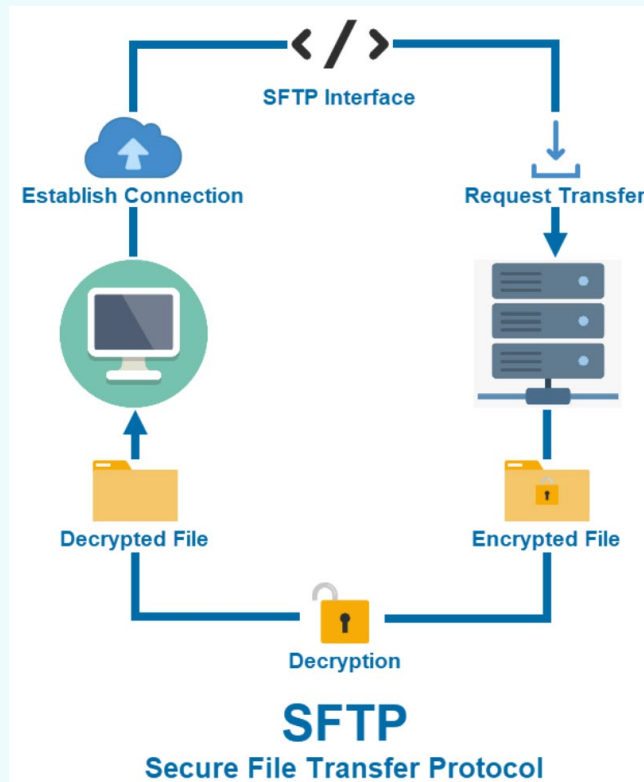 </>
SFTP Interface
Establish Connection
Request Transfer
Decrypted File
Encrypted File
Decryption
SFTP
Secure File Transfer Protocol